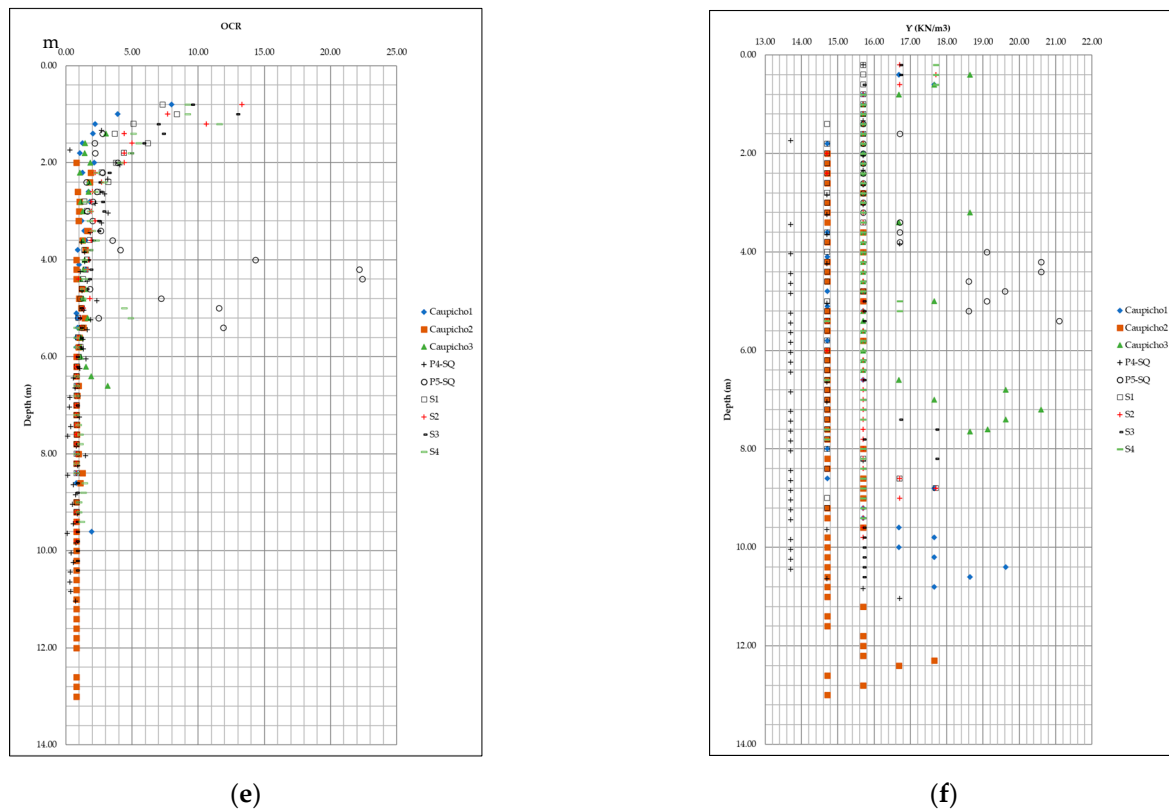 OCR
m
0.00 5.00 10.00 15.00 20.00 25.00
0.00
2.00
4.00
6.00
8.00
10.00
12.00
14.00
Depth (m)
Caupicho1
Caupicho2
Caupicho3
P4-SQ
P5-SQ
S1
S2
S3
S4
(e)
Y (KN/m3)
13.00 14.00 15.00 16.00 17.00 18.00 19.00 20.00 21.00 22.00
0.00
2.00
4.00
6.00
8.00
10.00
12.00
14.00
Depth (m)
Caupicho1
Caupicho2
Caupicho3
P4-SQ
P5-SQ
S1
S2
S3
S4
(f)